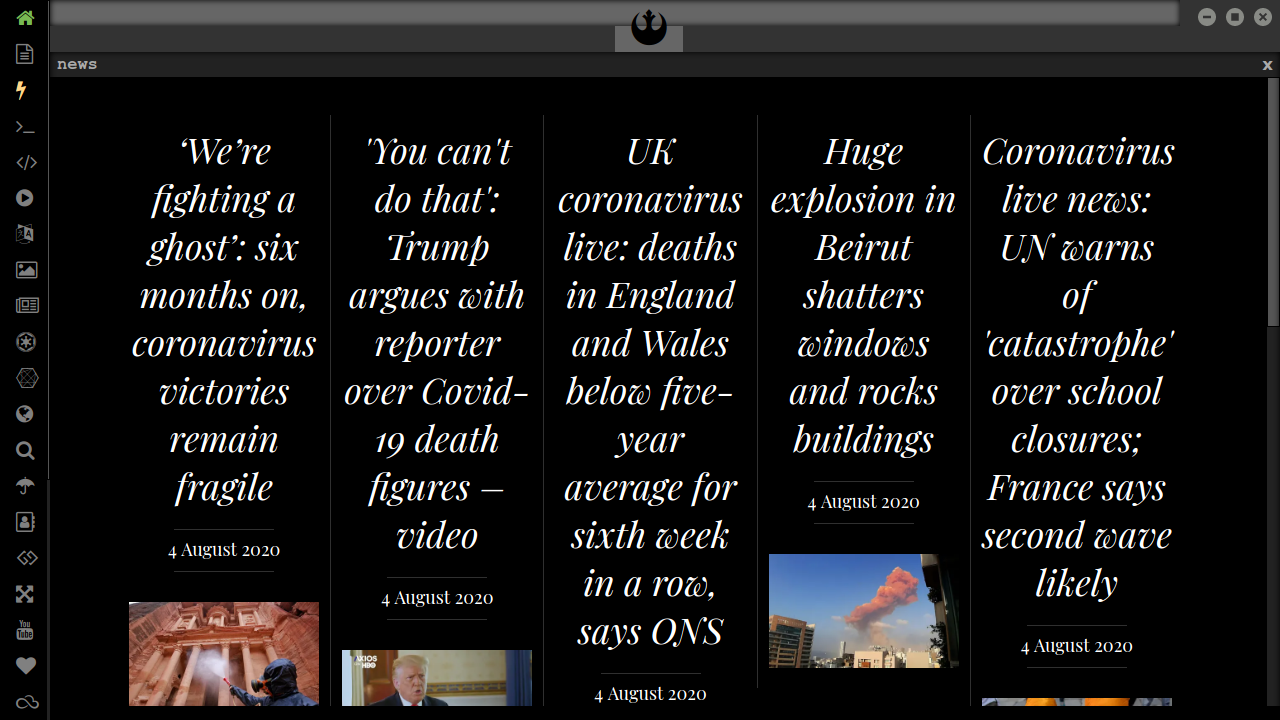 news
x
‘We’re
fighting a
ghost’: six
months on,
coronavirus
victories
remain
fragile
4 August 2020
'You can't
do that':
Trump
argues with
reporter
over Covid-
19 death
figures –
video
4 August 2020
AXIOS
HBO
UK
coronavirus
live: deaths
in England
and Wales
below five-
year
average for
sixth week
in a row,
says ONS
4 August 2020
Huge
explosion in
Beirut
shatters
windows
and rocks
buildings
4 August 2020
Coronavirus
live news:
UN warns
of
'catastrophe'
over school
closures;
France says
second wave
likely
4 August 2020
You
Tube